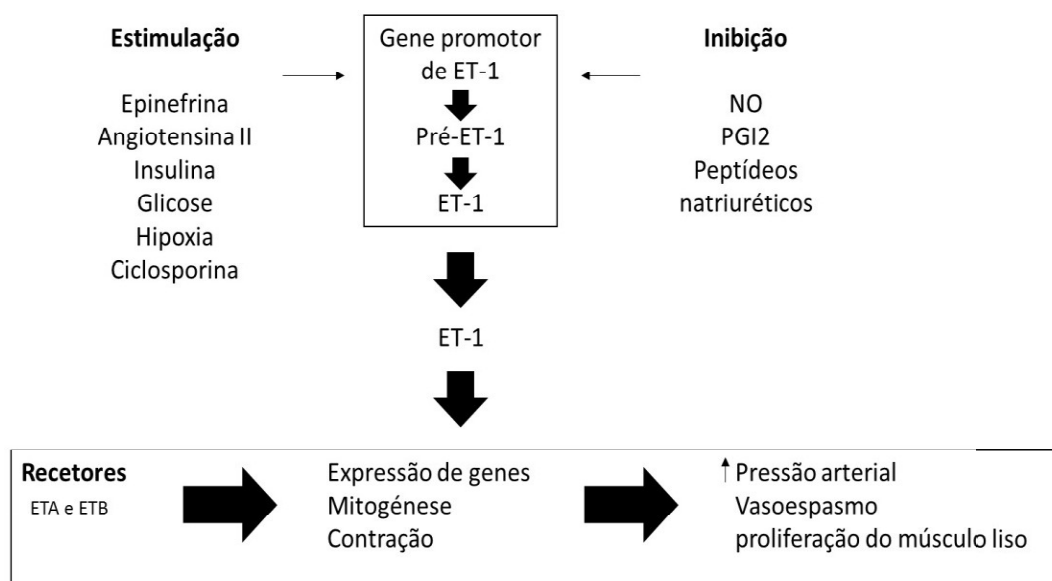 Estimulação
Epinefrina
Angiotensina II
Insulina
Glicose
Hipoxia
Ciclosporina
Gene promotor
de ET-1
Pré-ET-1
ET-1
Inibição
NO
PGI2
Peptídeos
natriuréticos
ET-1
Recetores
ETA e ETB
Expressão de genes
Mitogénese
Contração
Pressão arterial
Vasoespasmo
proliferação do músculo liso